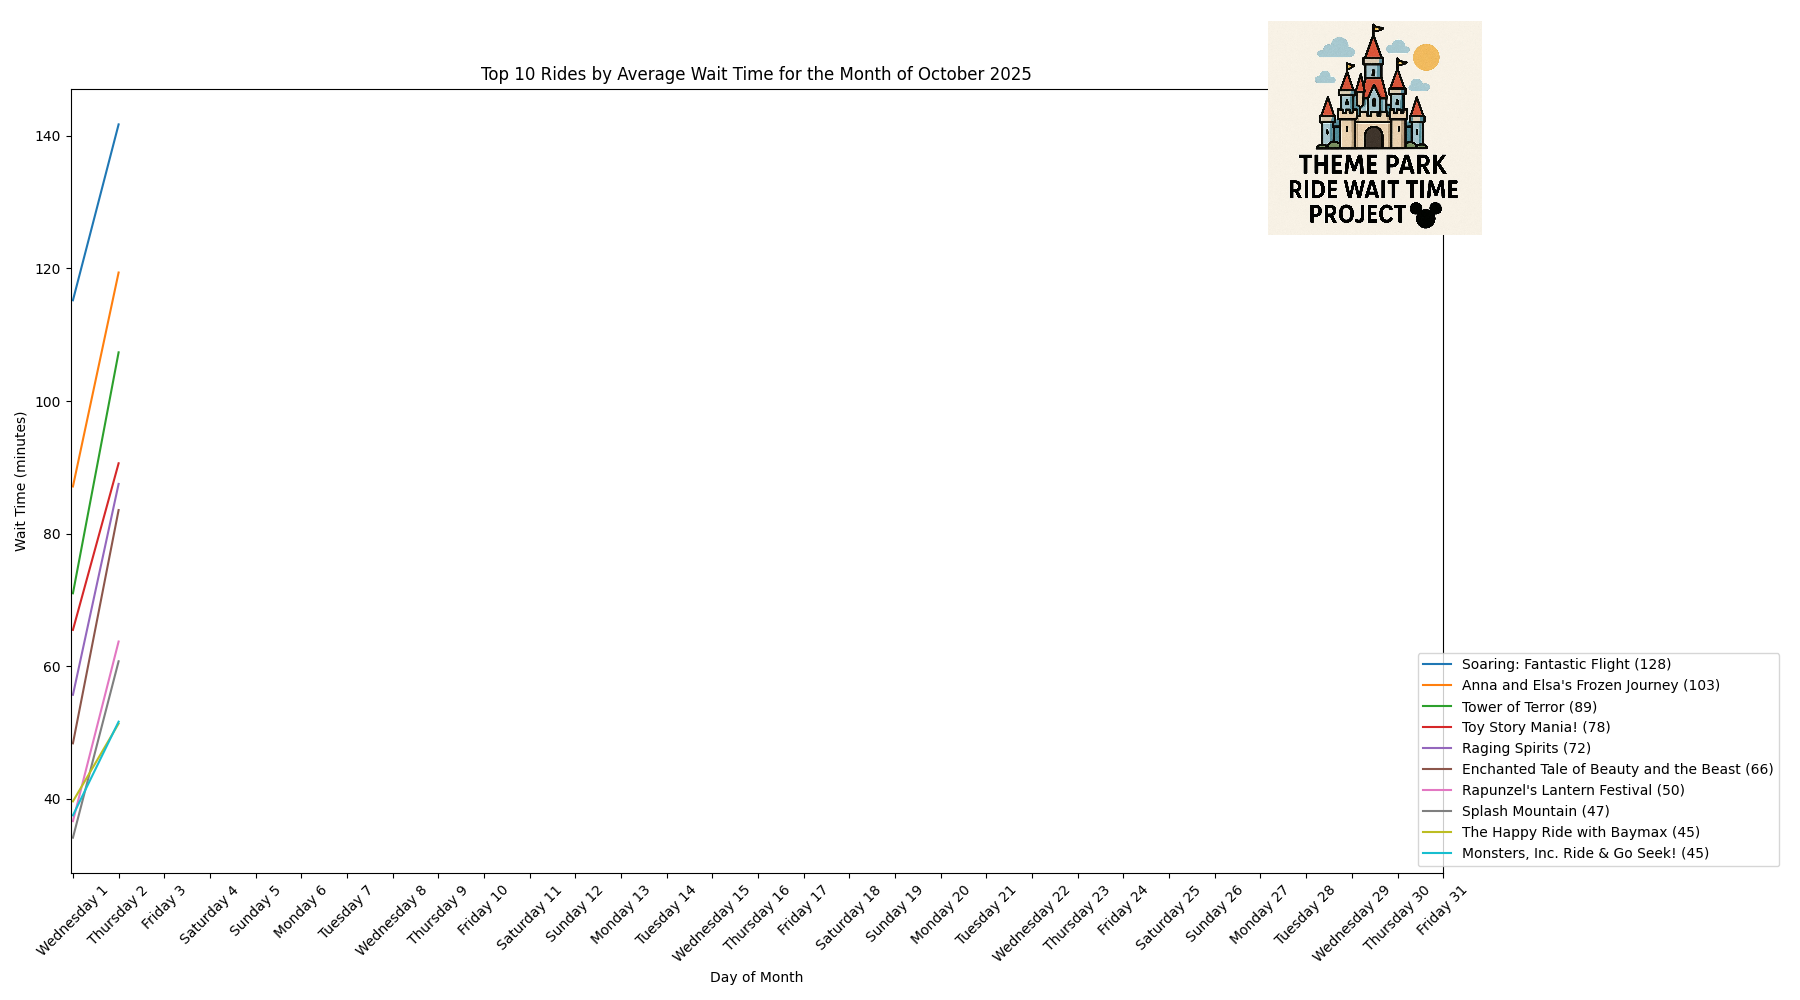 Top 10 Rides by Average Wait Time for the Month of October 2025
THEME PARK
RIDE WAIT TIME
PROJECT
Wait Time (minutes)
140
120
100
80
60
40
Soaring: Fantastic Flight (128)
Anna and Elsa's Frozen Journey (103)
Tower of Terror (89)
Toy Story Mania! (78)
Raging Spirits (72)
Enchanted Tale of Beauty and the Beast (66)
Rapunzel's Lantern Festival (50)
Splash Mountain (47)
The Happy Ride with Baymax (45)
Monsters, Inc. Ride & Go Seek! (45)
Wednesday 1
Thursday 2
Friday 3
Saturday 4
Sunday 5
Monday 6
Tuesday 7
Wednesday 8
Thursday 9
Friday 10
Saturday 11
Sunday 12
Monday 13
Tuesday 14
Wednesday 15
Thursday 16
Friday 17
Saturday 18
Sunday 19
Monday 20
Tuesday 21
Wednesday 22
Thursday 23
Friday 24
Saturday 25
Sunday 26
Monday 27
Tuesday 28
Wednesday 29
Thursday 30
Friday 31
Day of Month